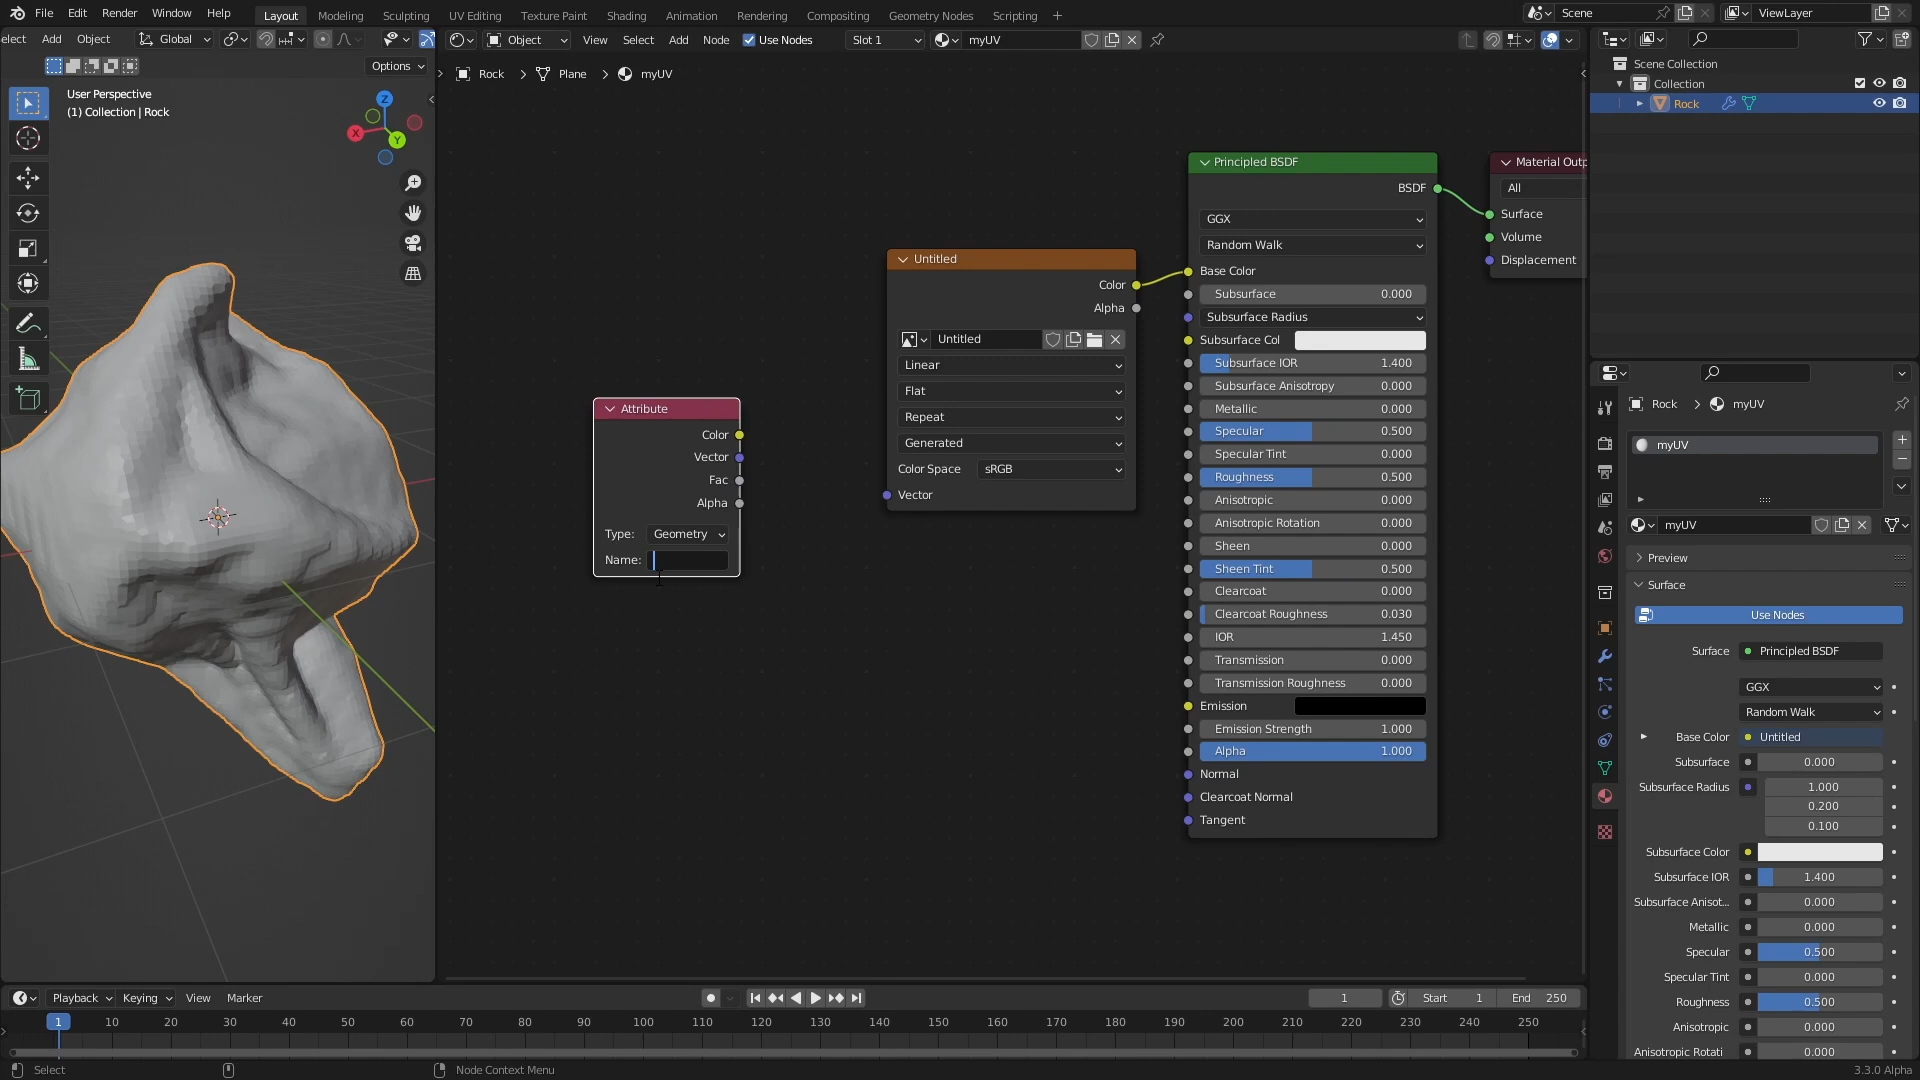 File Edit Render Window Help Layout Modeling Sculpting UV Editing Texture Paint Shading Animation Rendering Compositing Geometry Nodes Scripting + Scene ViewLayer
elect Add Object Global Object View Select Add Node Use Nodes Slot 1 myUV
Options
Rock > Plane > myUV
User Perspective
(1) Collection | Rock
Z
X
Y
Attribute
Color
Vector
Fac
Alpha
Type: Geometry
Name:
Untitled
Color
Alpha
Untitled
Linear
Flat
Repeat
Generated
Color Space sRGB
Vector
Principled BSDF
BSDF
GGX
Random Walk
Base Color
Subsurface 0.000
Subsurface Radius
Subsurface Col
Subsurface IOR 1.400
Subsurface Anisotropy 0.000
Metallic 0.000
Specular 0.500
Specular Tint 0.000
Roughness 0.500
Anisotropic 0.000
Anisotropic Rotation 0.000
Sheen 0.000
Sheen Tint 0.500
Clearcoat 0.000
Clearcoat Roughness 0.030
IOR 1.450
Transmission 0.000
Transmission Roughness 0.000
Emission
Emission Strength 1.000
Alpha 1.000
Normal
Clearcoat Normal
Tangent
Material Outp
All
Surface
Volume
Displacement
Scene Collection
Collection
Rock
Rock > myUV
myUV
myUV
Preview
Surface
Use Nodes
Surface Principled BSDF
GGX
Random Walk
Base Color Untitled
Subsurface 0.000
Subsurface Radius 1.000
0.200
0.100
Subsurface Color
Subsurface IOR 1.400
Subsurface Anisot... 0.000
Metallic 0.000
Specular 0.500
Specular Tint 0.000
Roughness 0.500
Anisotropic 0.000
Anisotropic Rotati 0.000
Playback Keying View Marker 1 Start 1 End 250
1 10 20 30 40 50 60 70 80 90 100 110 120 130 140 150 160 170 180 190 200 210 220 230 240 250
Select Node Context Menu 3.3.0 Alpha